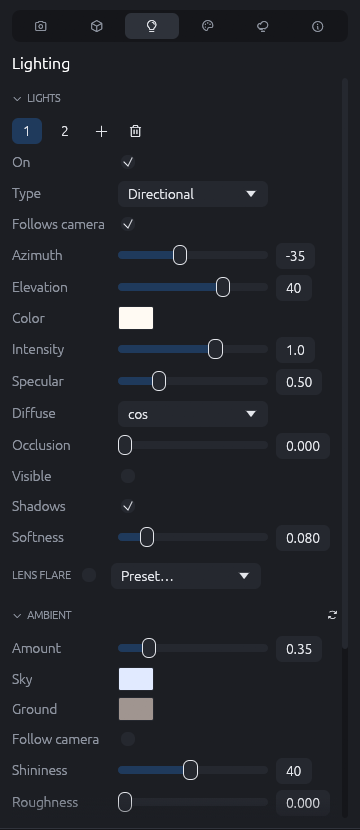 Lighting
LIGHTS
1 2
On
Type Directional
Follows camera
Azimuth -35
Elevation 40
Color
Intensity 1.0
Specular 0.50
Diffuse cos
Occlusion 0.000
Visible
Shadows
Softness 0.080
LENS FLARE Preset...
AMBIENT
Amount 0.35
Sky
Ground
Follow camera
Shininess 40
Roughness 0.000